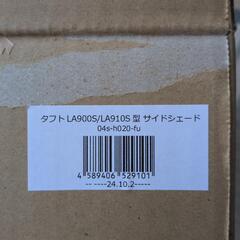 タフト LA900S/LA910S 型 サイドシェード
04s-h020-fu
4 589406 529101
-- ----24.10.2-----